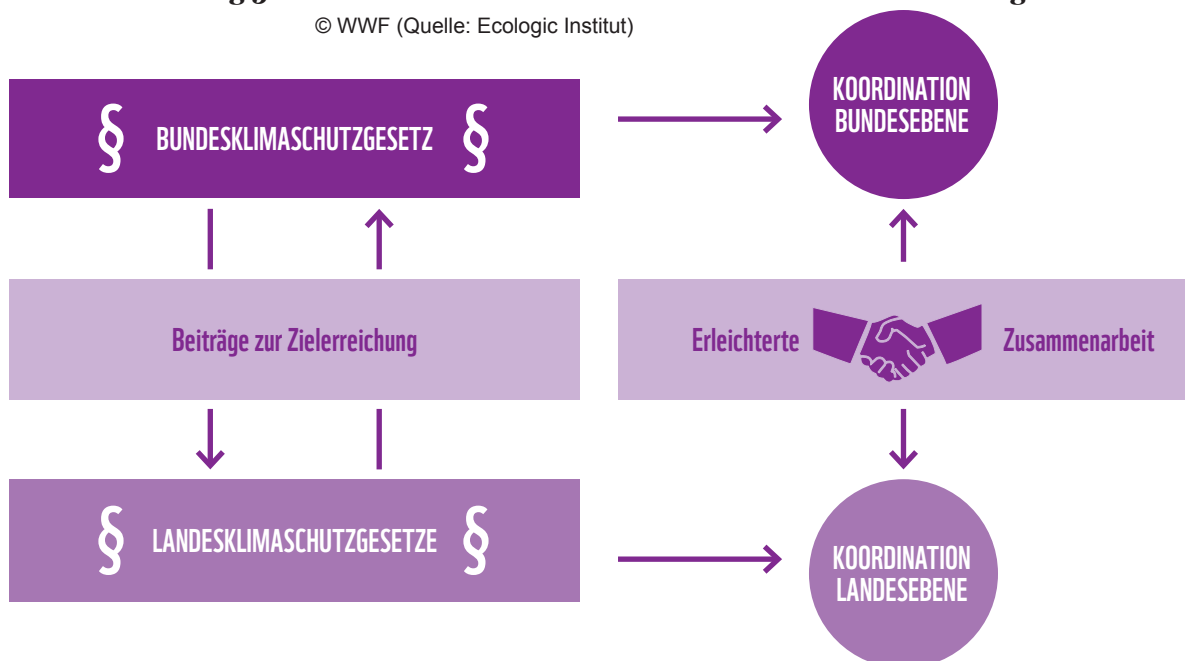 © WWF (Quelle: Ecologic Institut)
§ BUNDESKLIMASCHUTZGESETZ §
KOORDINATION
BUNDESEBENE
Beiträge zur Zielerreichung
Erleichterte Zusammenarbeit
§ LANDESKLIMASCHUTZGESETZE §
KOORDINATION
LANDESEBENE